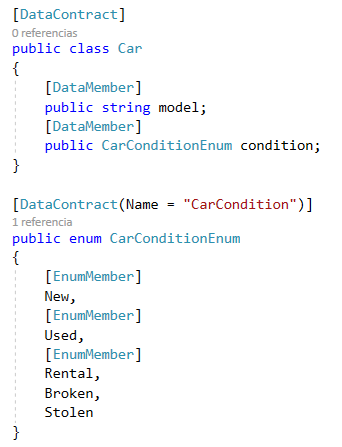 [DataContract]
0 referencias
public class Car
{
[DataMember]
public string model;
[DataMember]
public CarConditionEnum condition;
}
[DataContract(Name = "CarCondition")]
1 referencia
public enum CarConditionEnum
{
[EnumMember]
New,
[EnumMember]
Used,
[EnumMember]
Rental,
Broken,
Stolen
}